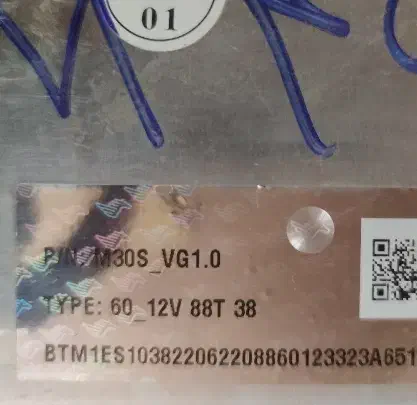 01
P/N: M30S_VG1.0
TYPE: 60_12V 88T 38
BTM1ES103822062208860123323A651